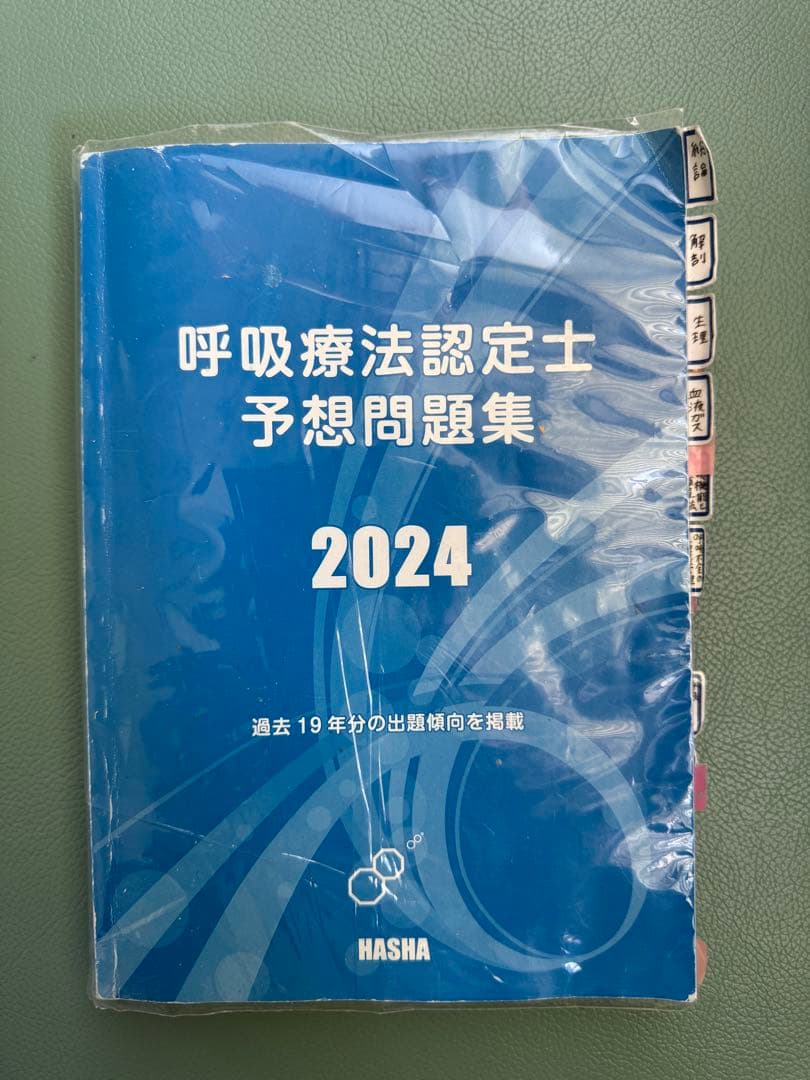 呼吸療法認定士
予想問題集
2024
過去19年分の出題傾向を掲載
HASHA
総論
解剖
生理
血液ガス